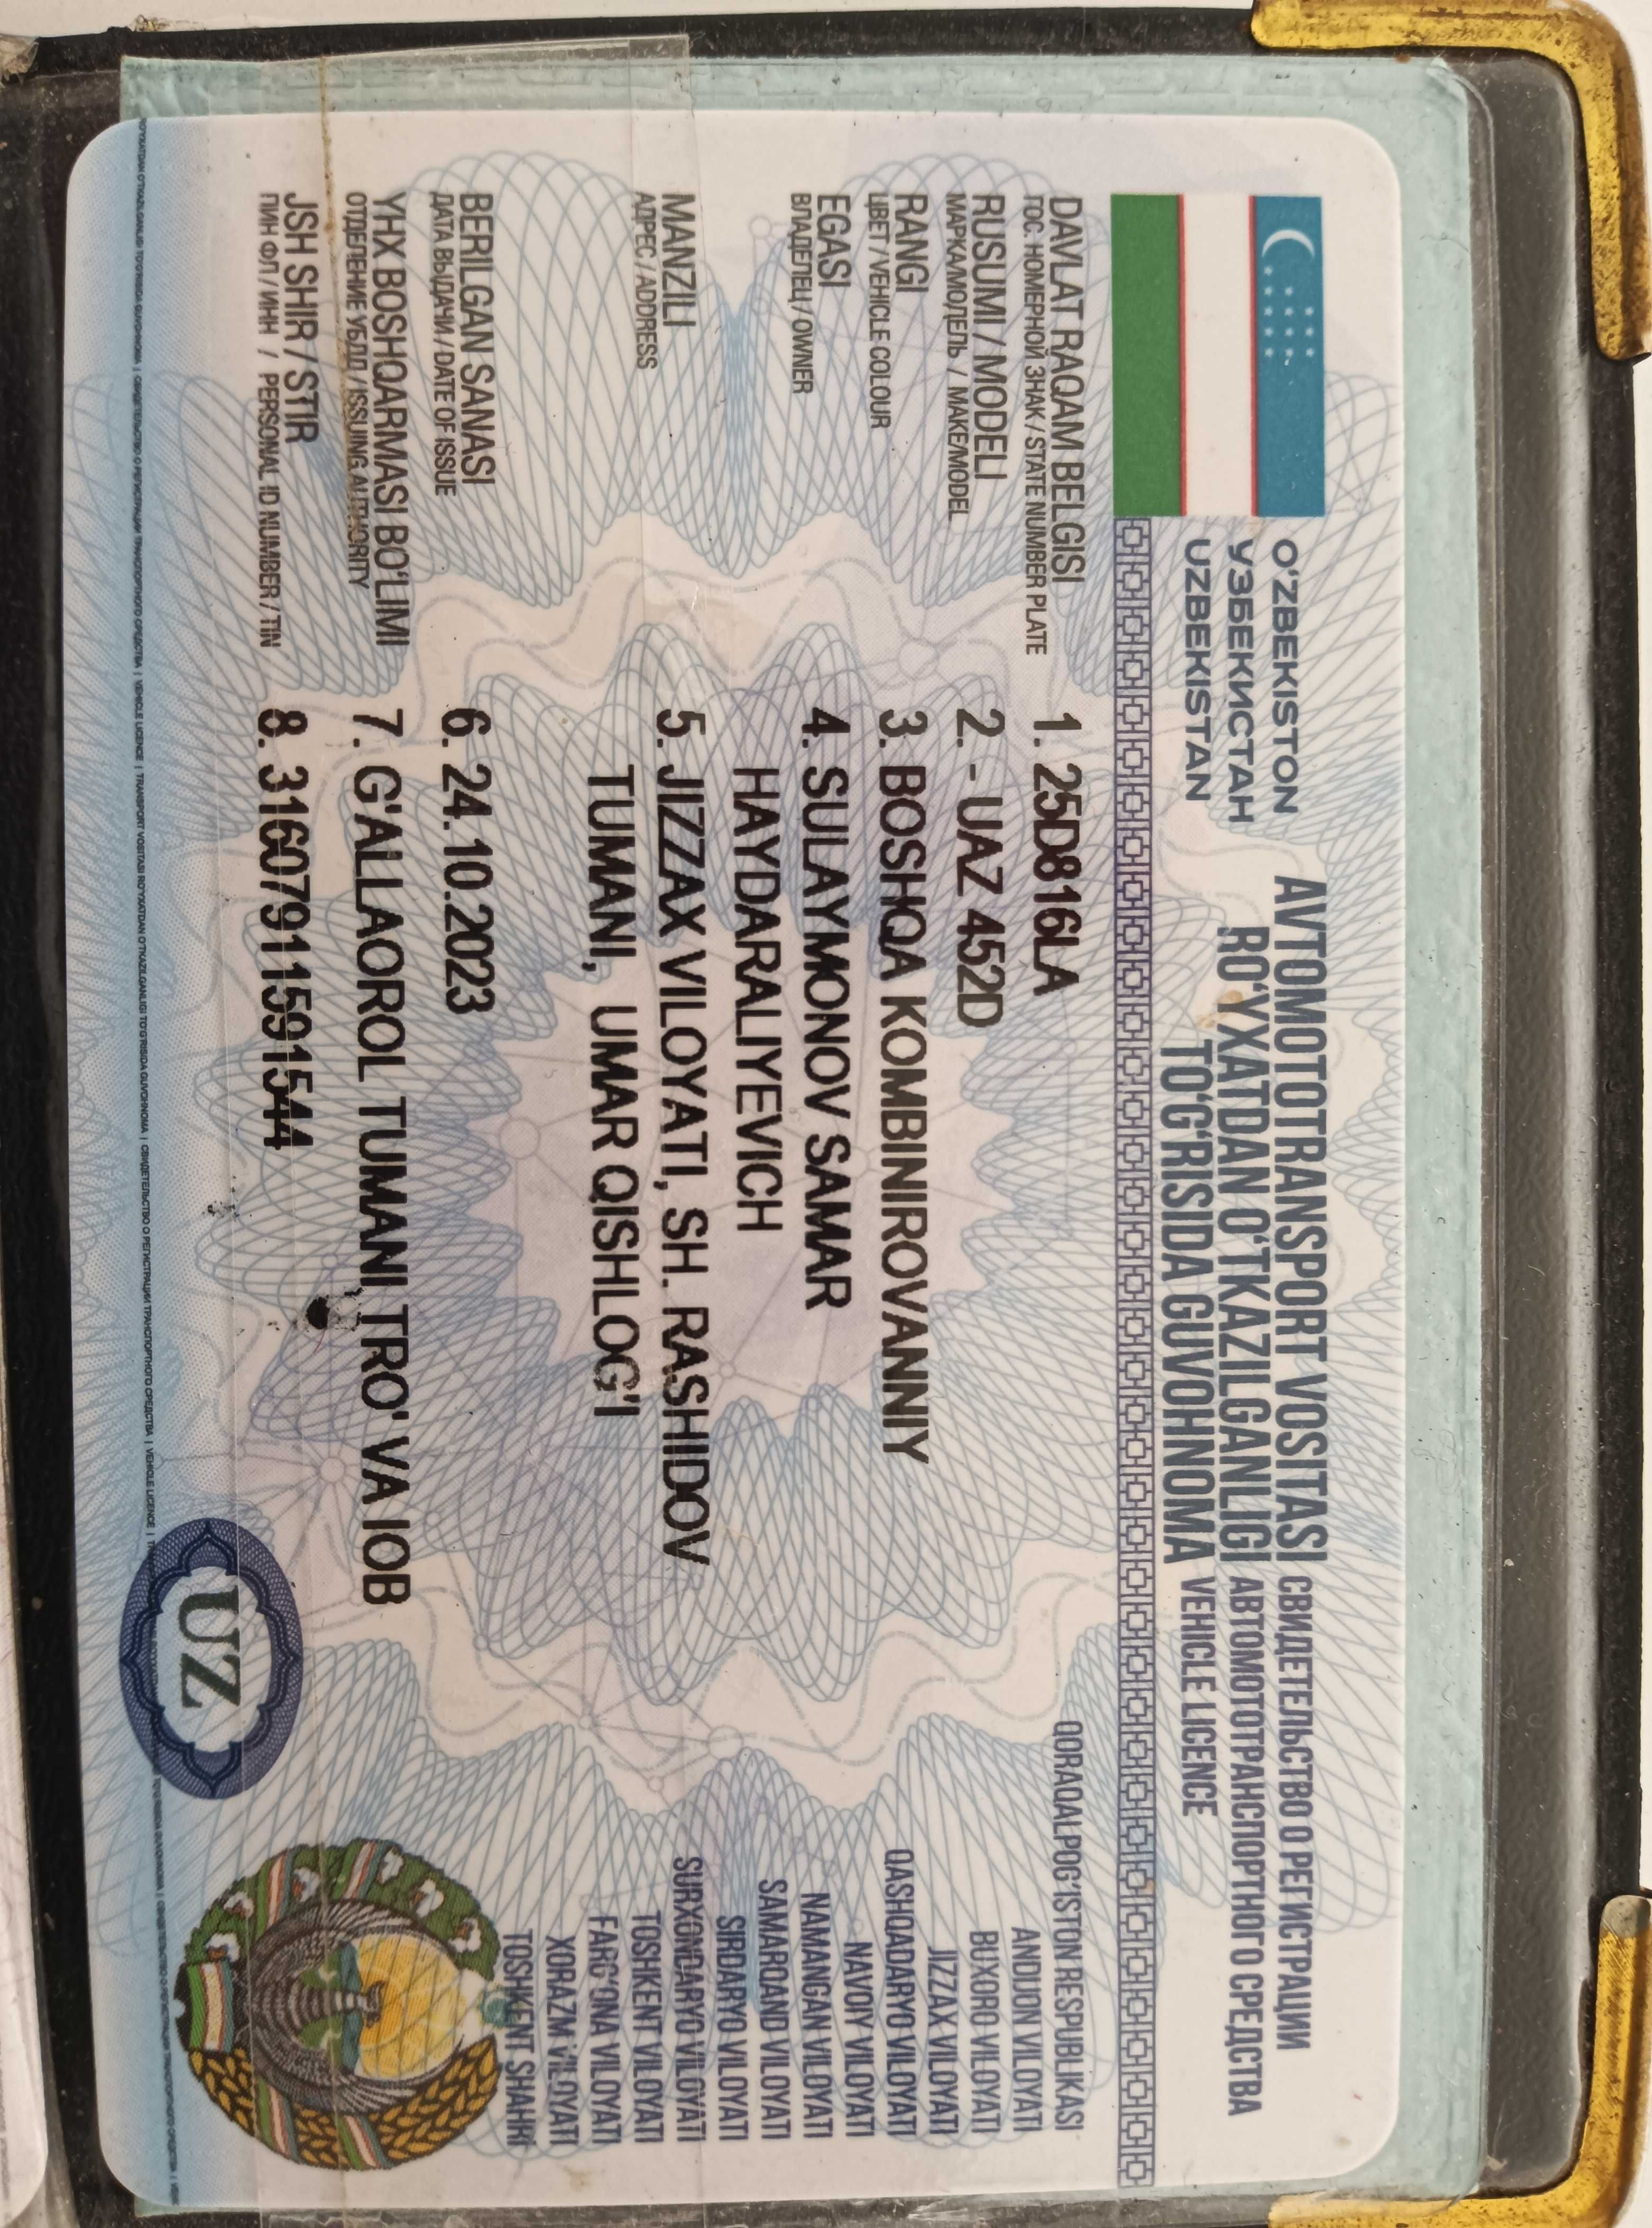 O‘ZBEKISTON
УЗБЕКИСТАН
UZBEKISTAN
AVTOMOTOTRANSPORT VOSITASI
RO‘YXATDAN O‘TKAZILGANLIGI
TO‘G‘RISIDA GUVOHNOMA
СВИДЕТЕЛЬСТВО О РЕГИСТРАЦИИ
АВТОМОТОТРАНСПОРТНОГО СРЕДСТВА
VEHICLE LICENCE
DAVLAT RAQAM BELGISI
ГОС. НОМЕРНОЙ ЗНАК / STATE NUMBER PLATE
1. 25D816LA
RUSUMI / MODELI
МАРКА/МОДЕЛЬ / MAKE/MODEL
2. - UAZ 452D
RANGI
ЦВЕТ / VEHICLE COLOUR
3. BOSHQA KOMBINIROVANNIY
EGASI
ВЛАДЕЛЕЦ / OWNER
4. SULAYMONOV SAMAR
HAYDARALIYEVICH
MANZILI
АДРЕС / ADDRESS
5. JIZZAX VILOYATI, SH. RASHIDOV
TUMANI, UMAR QISHLOG'I
BERILGAN SANASI
ДАТА ВЫДАЧИ / DATE OF ISSUE
6. 24.10.2023
YHX BOSHQARMASI BO‘LIMI
ОТДЕЛЕНИЕ УБДД / ISSUING AUTHORITY
7. G'ALLAOROL TUMANI TRO' VA IOB
JSH SHIR / STIR
ПИН ФЛ / ИНН / PERSONAL ID NUMBER / TIN
8. 31607911591544
QORAQALPOG‘ISTON RESPUBLIKASI
ANDIJON VILOYATI
BUXORO VILOYATI
JIZZAX VILOYATI
QASHQADARYO VILOYATI
NAVOIY VILOYATI
NAMANGAN VILOYATI
SAMARQAND VILOYATI
SIRDARYO VILOYATI
SURXONDARYO VILOYATI
TOSHKENT VILOYATI
FARG‘ONA VILOYATI
XORAZM VILOYATI
TOSHKENT SHAHRI
UZ